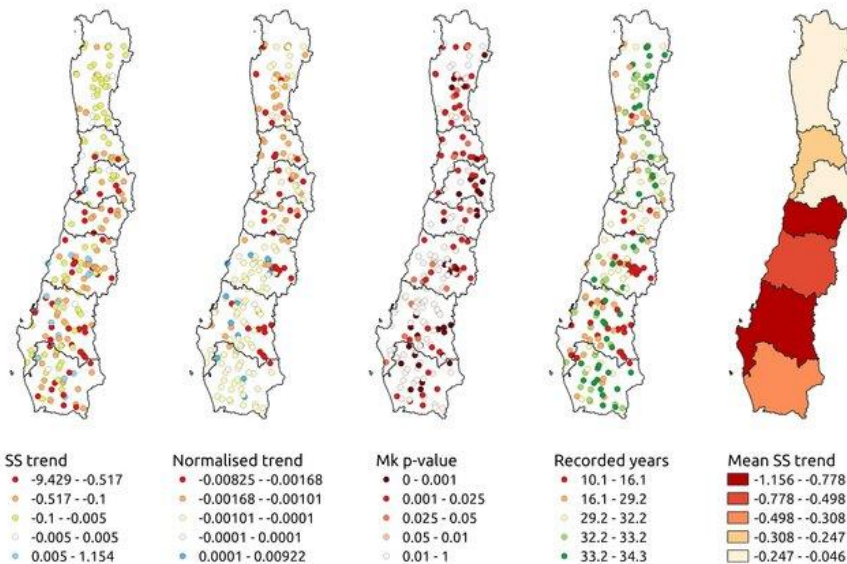 SS trend
-9.429 - -0.517
-0.517 - -0.1
-0.1 - -0.005
-0.005 - 0.005
0.005 - 1.154
Normalised trend
-0.00825 - -0.00168
-0.00168 - -0.00101
-0.00101 - -0.0001
-0.0001 - 0.0001
0.0001 - 0.00922
Mk p-value
0 - 0.001
0.001 - 0.025
0.025 - 0.05
0.05 - 0.01
0.01 - 1
Recorded years
10.1 - 16.1
16.1 - 29.2
29.2 - 32.2
32.2 - 33.2
33.2 - 34.3
Mean SS trend
-1.156 - -0.778
-0.778 - -0.498
-0.498 - -0.308
-0.308 - -0.247
-0.247 - -0.046